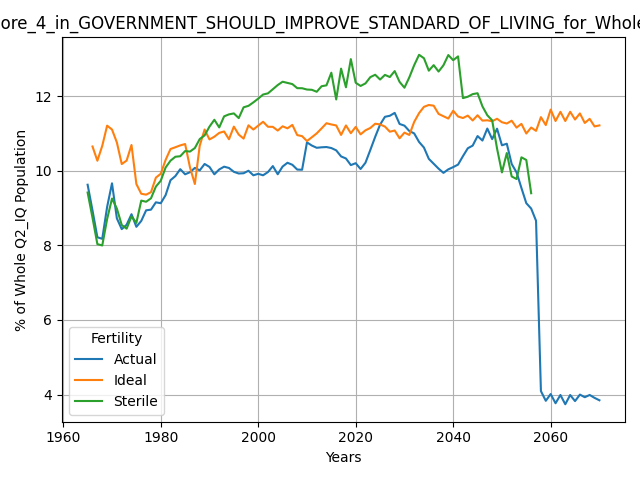 ore_4_in_GOVERNMENT_SHOULD_IMPROVE_STANDARD_OF_LIVING_for_Whole
% of Whole Q2_IQ Population
12
10
8
6
4
Fertility
Actual
Ideal
Sterile
1960 1980 2000 2020 2040 2060
Years